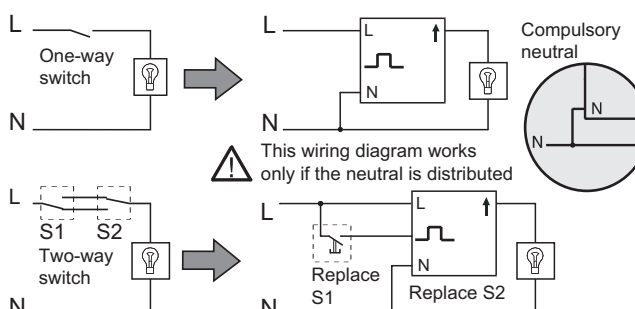 L
One-way
switch
N
L
L
N
N
Compulsory
neutral
N
N
This wiring diagram works
only if the neutral is distributed
L
S1 S2
Two-way
switch
N
L
L
N
Replace
S1
Replace S2
N